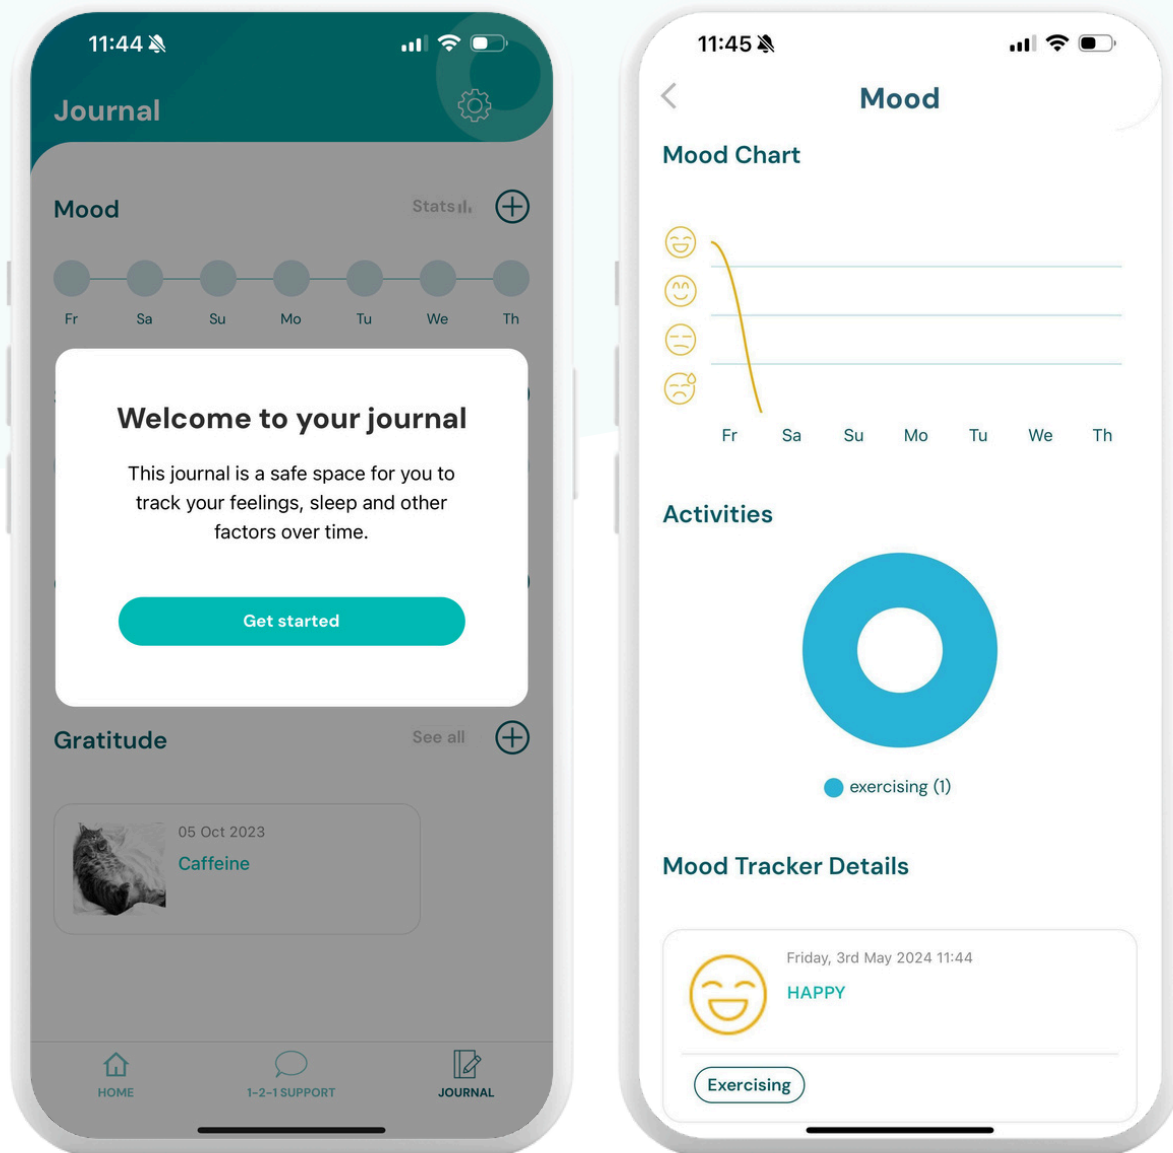 11:44
Journal
Mood
Stats
Fr Sa Su Mo Tu We Th
Welcome to your journal
This journal is a safe space for you to
track your feelings, sleep and other
factors over time.
Get started
Gratitude
See all
05 Oct 2023
Caffeine
HOME
1-2-1 SUPPORT
JOURNAL
11:45
Mood
Mood Chart
Fr Sa Su Mo Tu We Th
Activities
exercising (1)
Mood Tracker Details
Friday, 3rd May 2024 11:44
HAPPY
Exercising